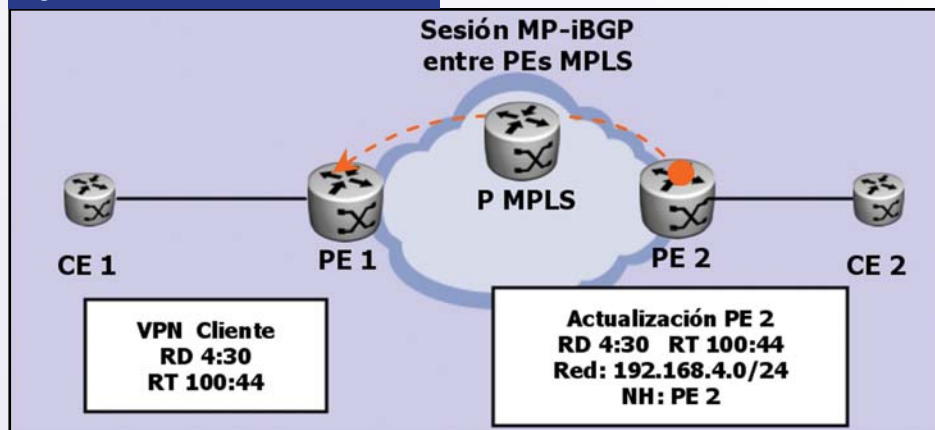 Sesión MP-iBGP
entre PEs MPLS
P MPLS
CE 1
PE 1
PE 2
CE 2
VPN Cliente
RD 4:30
RT 100:44
Actualización PE 2
RD 4:30 RT 100:44
Red: 192.168.4.0/24
NH: PE 2